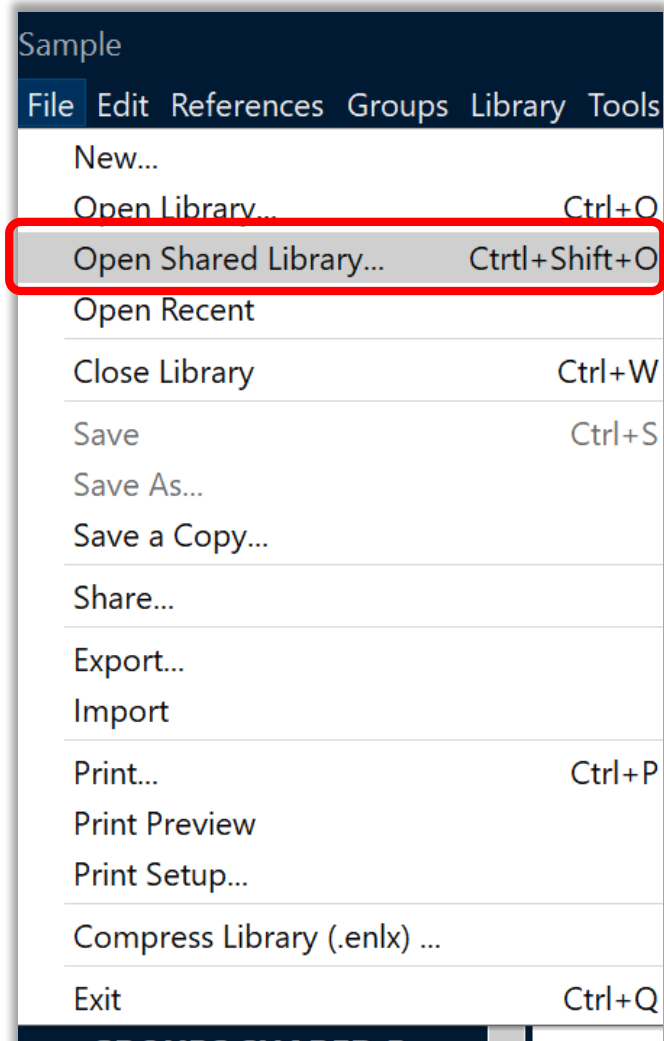 Sample
File Edit References Groups Library Tools
New...
Open Library... Ctrl+O
Open Shared Library... Ctrtl+Shift+O
Open Recent
Close Library Ctrl+W
Save Ctrl+S
Save As...
Save a Copy...
Share...
Export...
Import
Print... Ctrl+P
Print Preview
Print Setup...
Compress Library (.enlx) ...
Exit Ctrl+Q